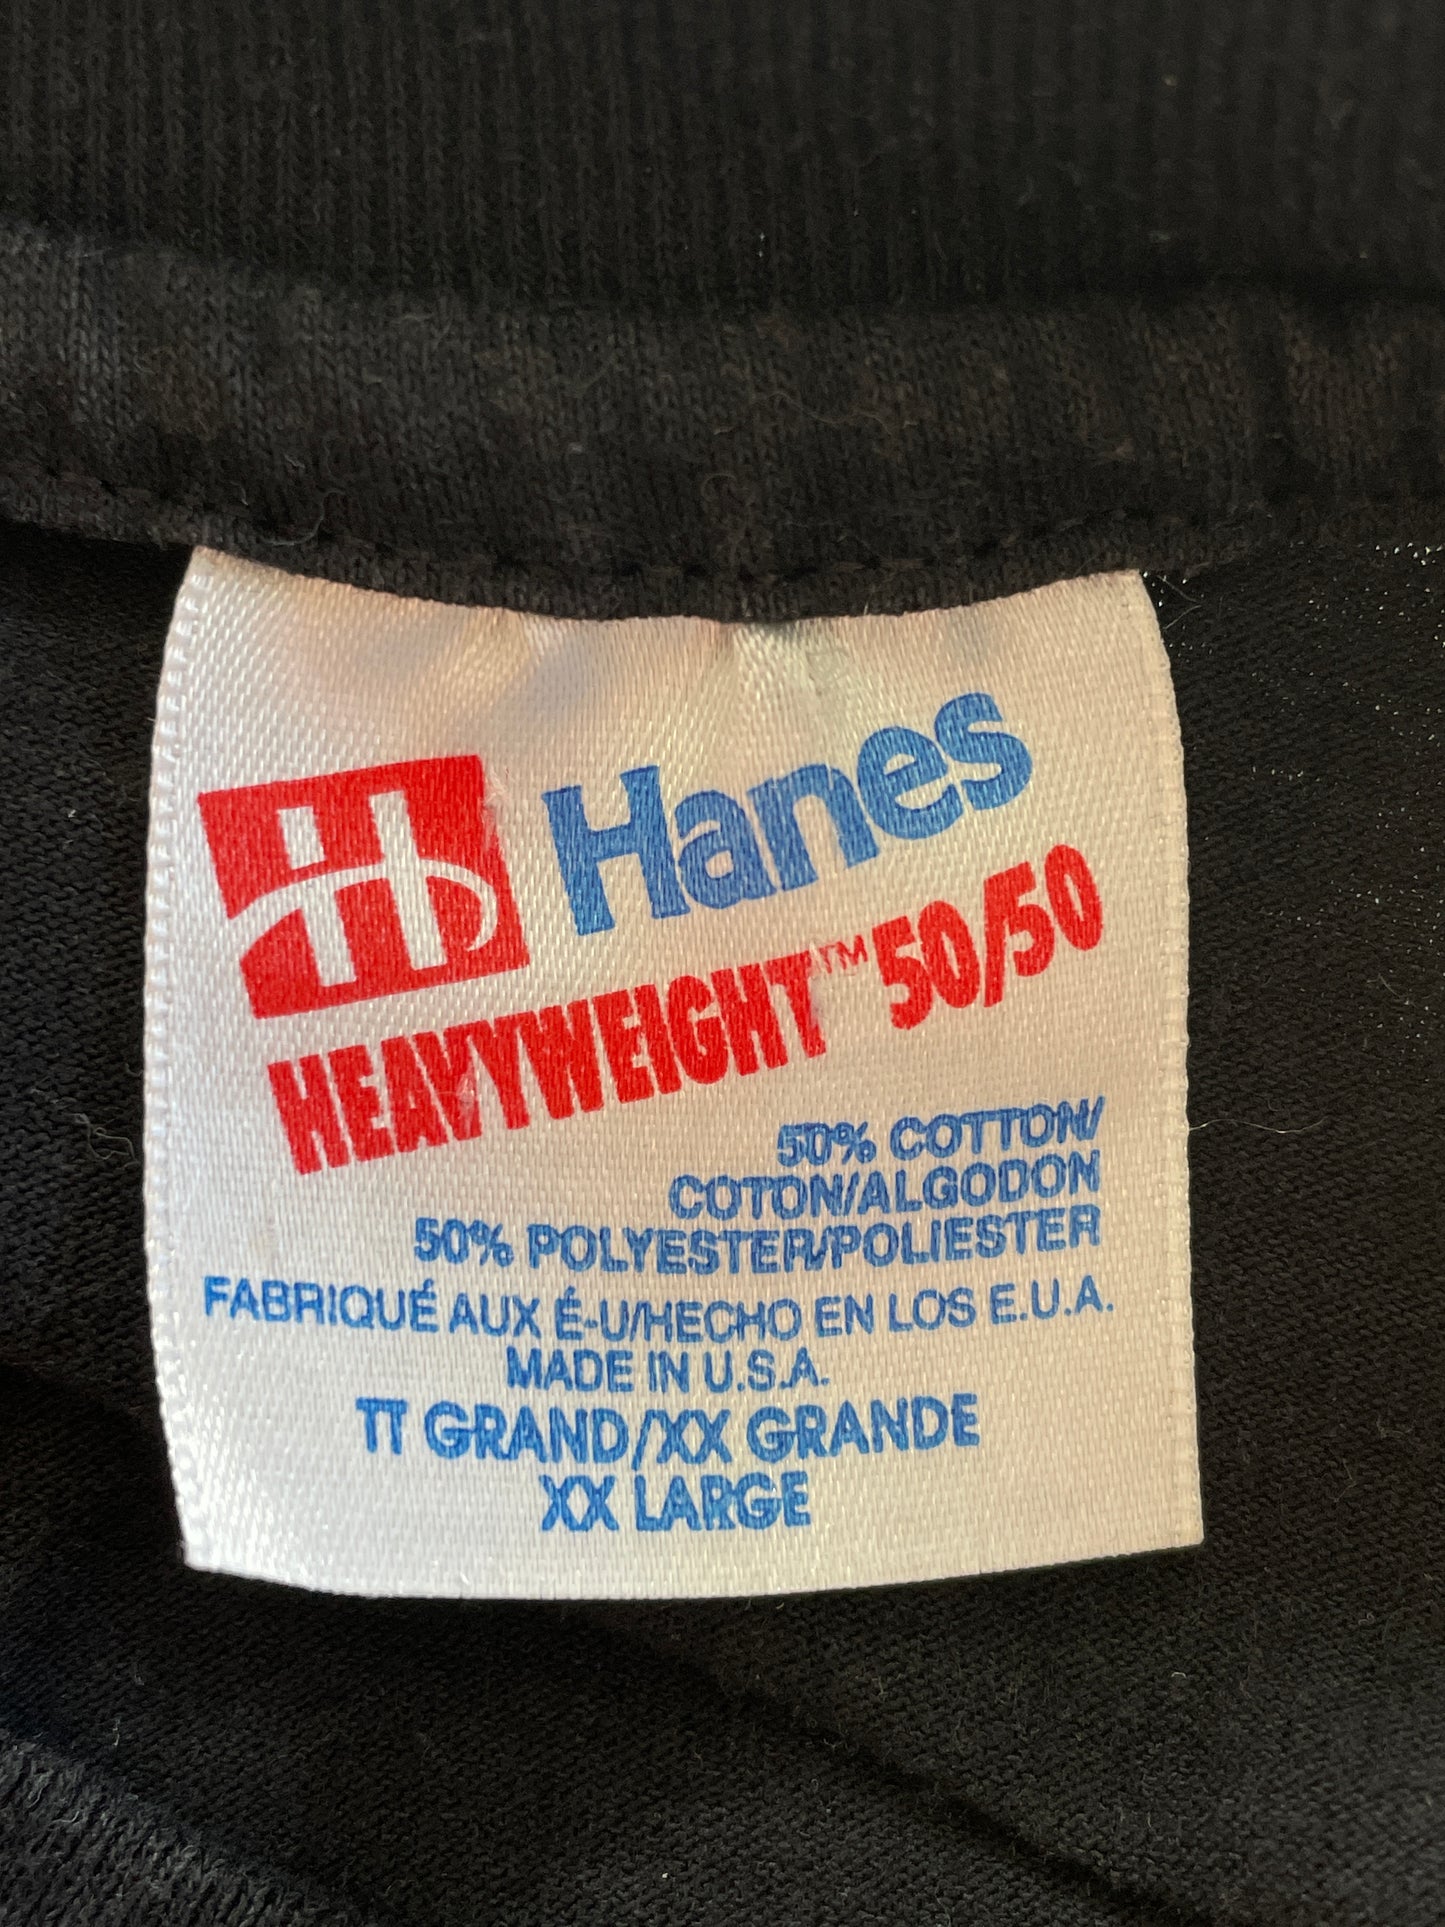 H Hanes
HEAVYWEIGHT™ 50/50
50% COTTON/
COTON/ALGODON
50% POLYESTER/POLIESTER
FABRIQUÉ AUX É-U/HECHO EN LOS E.U.A.
MADE IN U.S.A.
TT GRAND/XX GRANDE
XX LARGE